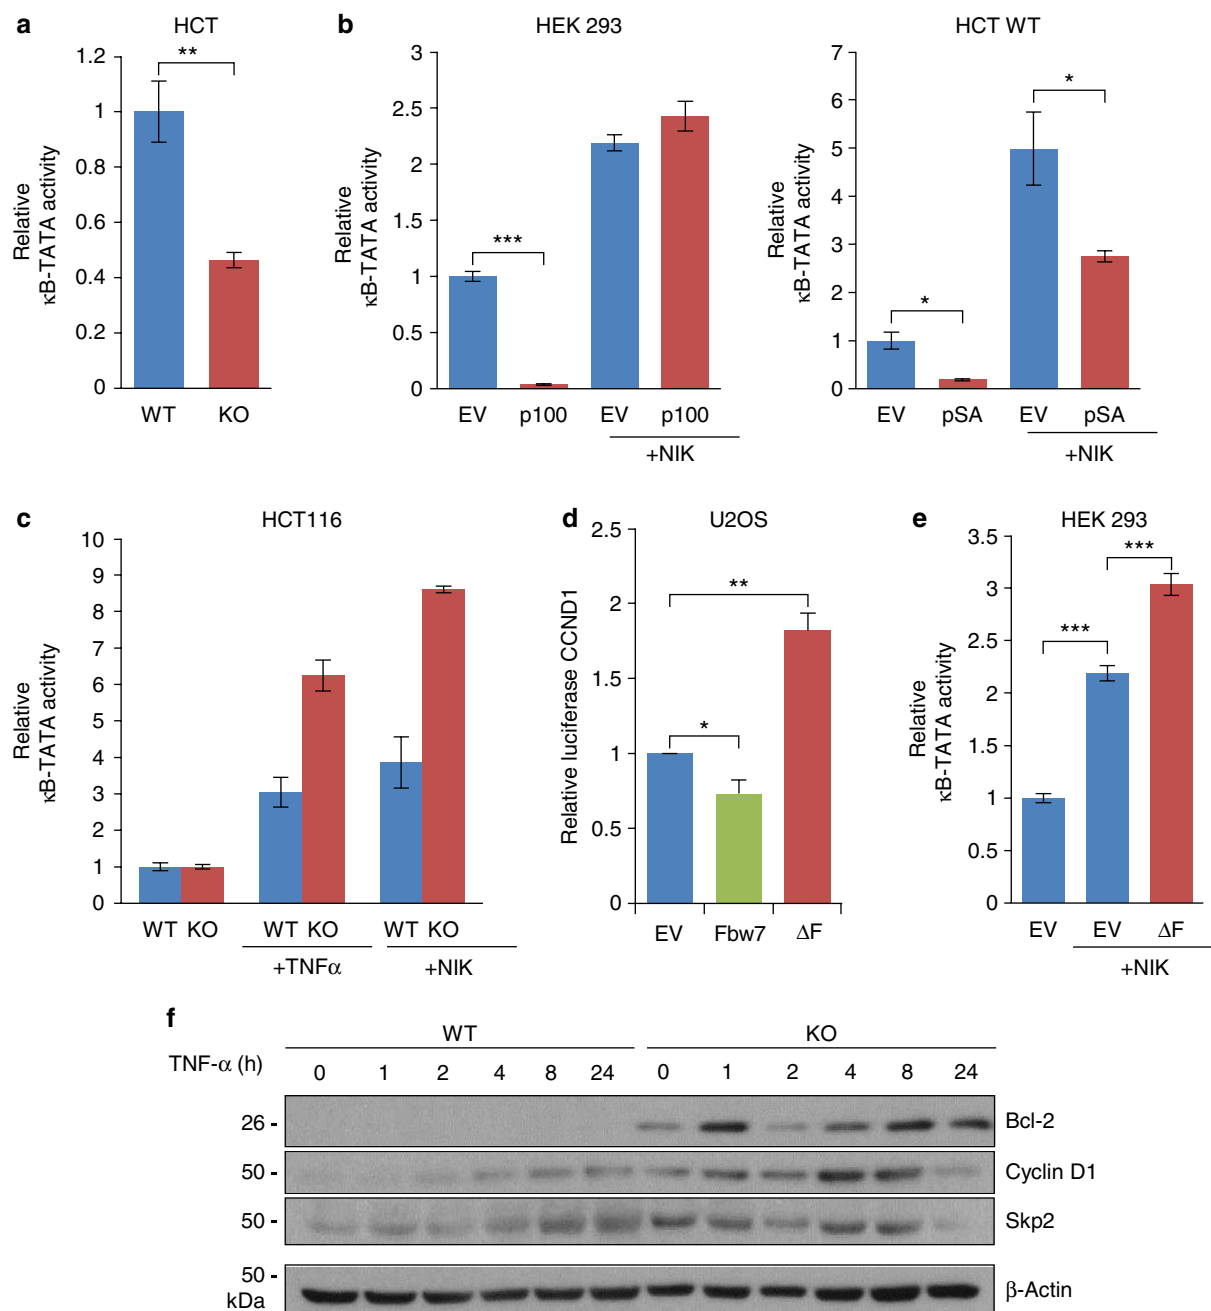 a
HCT
Relative
κB-TATA activity
1.2
1
0.8
0.6
0.4
0.2
0
**
WT KO
b
HEK 293
Relative
κB-TATA activity
3
2.5
2
1.5
1
0.5
0
***
EV p100 EV p100
+NIK
HCT WT
Relative
κB-TATA activity
7
6
5
4
3
2
1
0
*
*
EV pSA EV pSA
+NIK
c
HCT116
Relative
κB-TATA activity
10
9
8
7
6
4
3
2
1
0
WT KO WT KO WT KO
+TNFα +NIK
d
U2OS
Relative luciferase CCND1
2.5
2
1.5
1
0.5
0
**
*
EV Fbw7 ΔF
e
HEK 293
Relative
κB-TATA activity
3.5
3
2.5
2
1.5
1
0.5
0
***
***
EV EV ΔF
+NIK
f
WT KO
TNF-α (h) 0 1 2 4 8 24 0 1 2 4 8 24
26 - Bcl-2
50 - Cyclin D1
50 - Skp2
50 -
kDa β-Actin